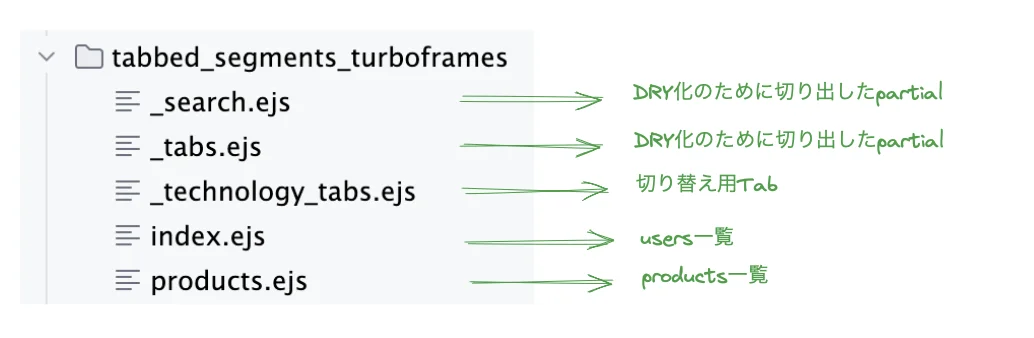 tabbed_segments_turboframes
_search.ejs DRY化のために切り出したpartial
_tabs.ejs DRY化のために切り出したpartial
_technology_tabs.ejs 切り替え用Tab
index.ejs users一覧
products.ejs products一覧